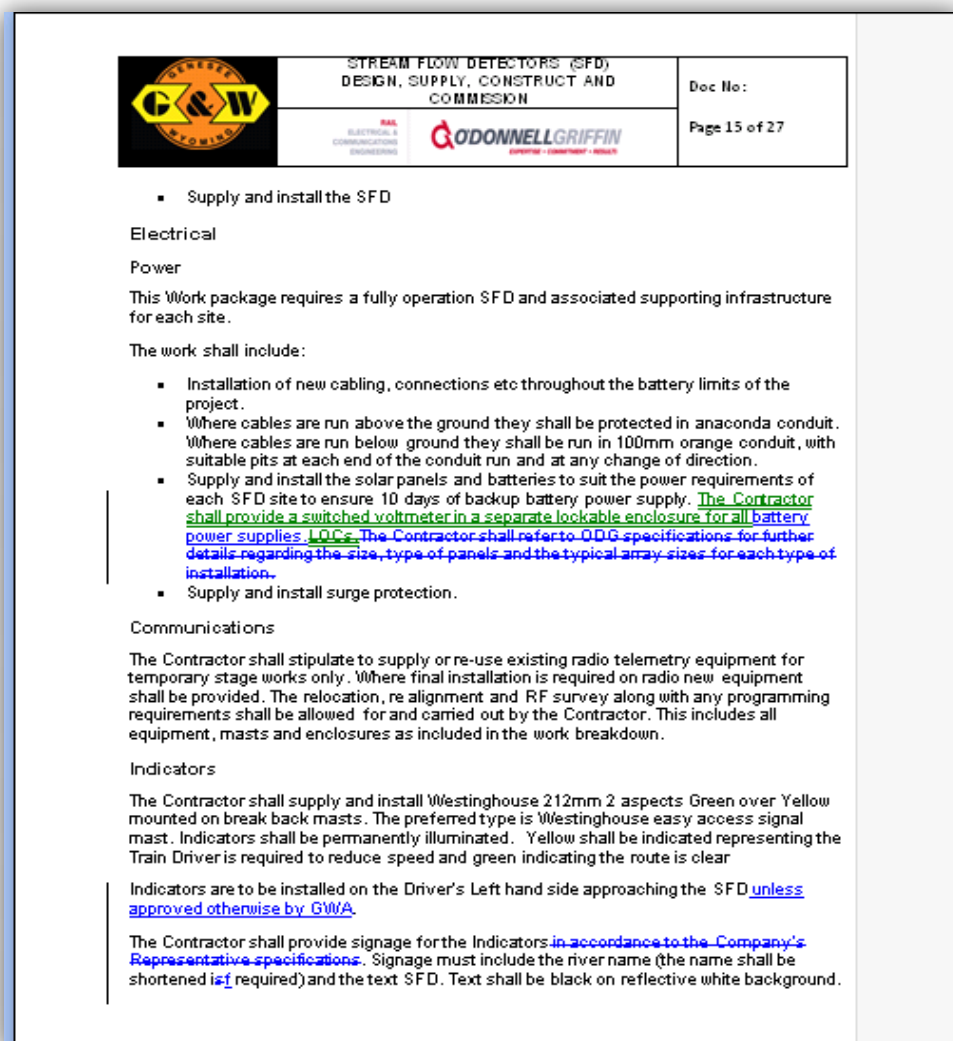 GENESEE
G&W
WYOMING
STREAM FLOW DETECTORS (SFD)
DESIGN, SUPPLY, CONSTRUCT AND
COMMISSION
RAIL
ELECTRICAL &
COMMUNICATIONS
ENGINEERING
O'DONNELLGRIFFIN
EXPERTISE – COMMITMENT – RESULTS
Doc No:
Page 15 of 27
▪ Supply and install the SFD
Electrical
Power
This Work package requires a fully operation SFD and associated supporting infrastructure
for each site.
The work shall include:
▪ Installation of new cabling, connections etc throughout the battery limits of the
project.
▪ Where cables are run above the ground they shall be protected in anaconda conduit.
Where cables are run below ground they shall be run in 100mm orange conduit, with
suitable pits at each end of the conduit run and at any change of direction.
▪ Supply and install the solar panels and batteries to suit the power requirements of
each SFD site to ensure 10 days of backup battery power supply. The Contractor
shall provide a switched voltmeter in a separate lockable enclosure for all battery
power supplies. LOCs. The Contractor shall refer to ODG specifications for further
details regarding the size, type of panels and the typical array sizes for each type of
installation.
▪ Supply and install surge protection.
Communications
The Contractor shall stipulate to supply or re-use existing radio telemetry equipment for
temporary stage works only. Where final installation is required on radio new equipment
shall be provided. The relocation, re alignment and RF survey along with any programming
requirements shall be allowed for and carried out by the Contractor. This includes all
equipment, masts and enclosures as included in the work breakdown.
Indicators
The Contractor shall supply and install Westinghouse 212mm 2 aspects Green over Yellow
mounted on break back masts. The preferred type is Westinghouse easy access signal
mast. Indicators shall be permanently illuminated. Yellow shall be indicated representing the
Train Driver is required to reduce speed and green indicating the route is clear
Indicators are to be installed on the Driver's Left hand side approaching the SFD unless
approved otherwise by GWA.
The Contractor shall provide signage for the Indicators in accordance to the Company's
Representative specifications. Signage must include the river name (the name shall be
shortened isf required) and the text SFD. Text shall be black on reflective white background.